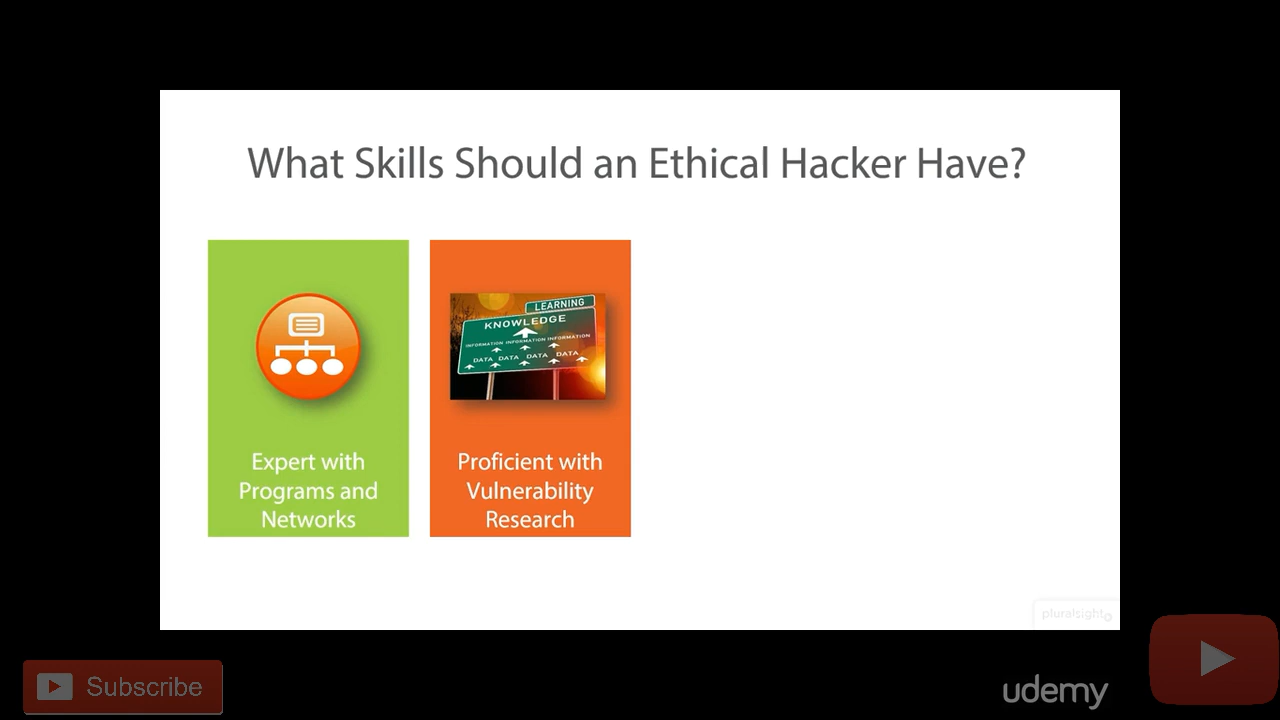 What Skills Should an Ethical Hacker Have?
LEARNING
KNOWLEDGE
INFORMATION INFORMATION INFORMATION
DATA DATA DATA DATA
Expert with
Programs and
Networks
Proficient with
Vulnerability
Research
pluralsight
Subscribe
udemy